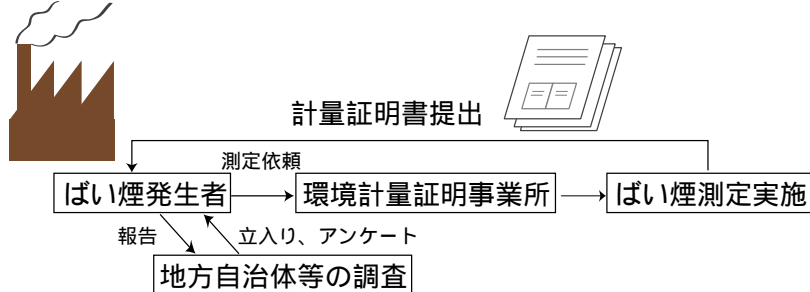 計量証明書提出
測定依頼
ばい煙発生者
環境計量証明事業所
ばい煙測定実施
報告
立入り、アンケート
地方自治体等の調査